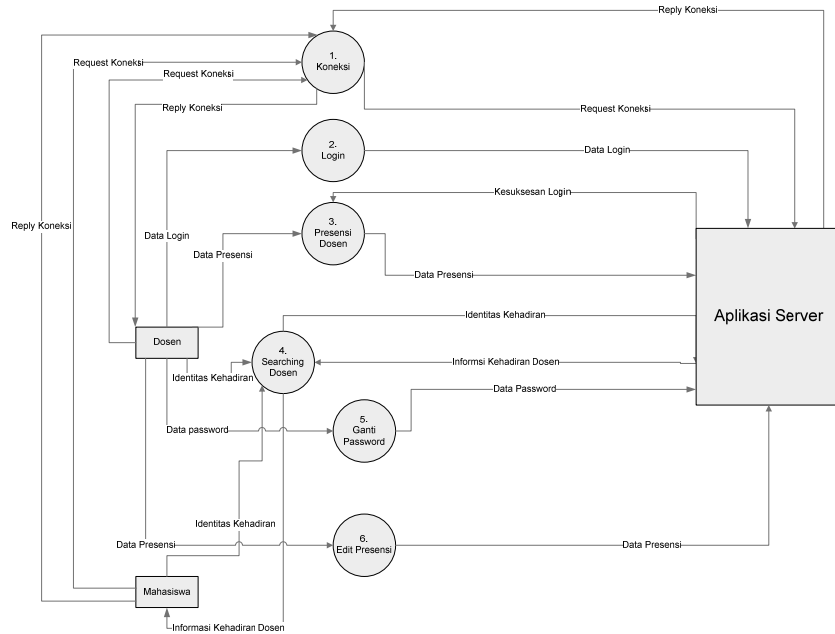 Reply Koneksi
1.
Koneksi
Request Koneksi
Request Koneksi
Reply Koneksi
Request Koneksi
2.
Login
Data Login
Kesuksesan Login
Reply Koneksi
Data Login
3.
Presensi
Dosen
Data Presensi
Data Presensi
Identitas Kehadiran
Aplikasi Server
Dosen
4.
Searching
Dosen
Informsi Kehadiran Dosen
Identitas Kehadiran
Data Password
5.
Ganti
Password
Data password
Identitas Kehadiran
Data Presensi
6.
Edit Presensi
Data Presensi
Mahasiswa
Informasi Kehadiran Dosen